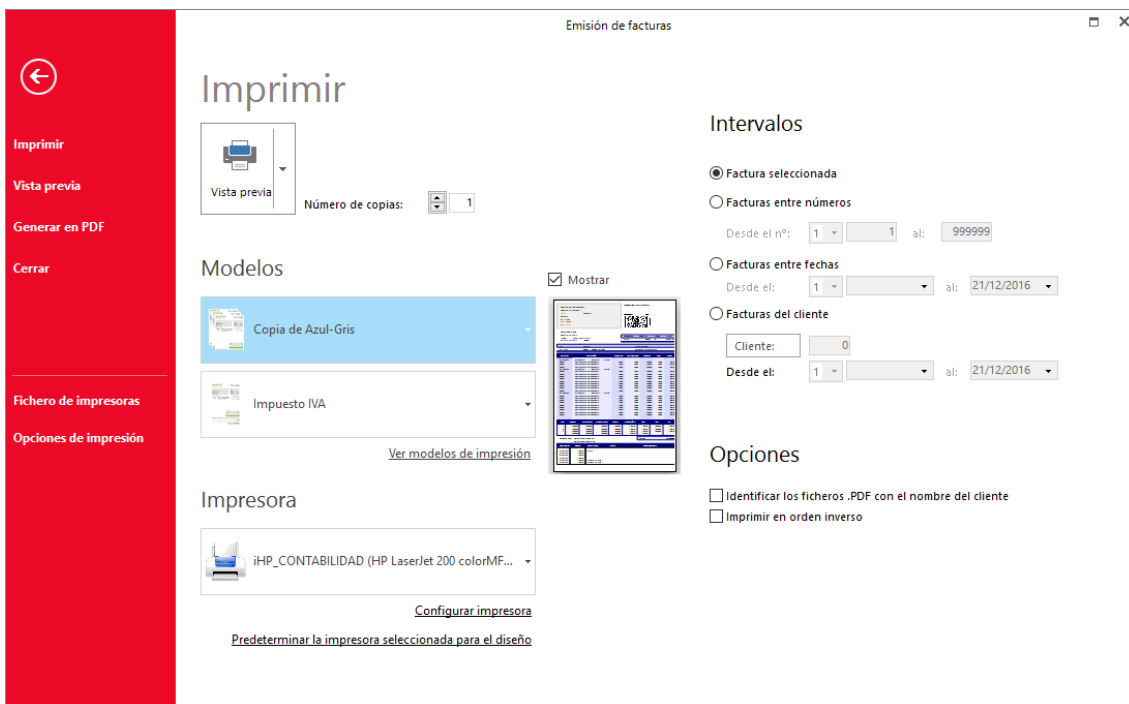 Emisión de facturas
Imprimir
Vista previa
Generar en PDF
Cerrar
Fichero de impresoras
Opciones de impresión
Imprimir
Vista previa
Número de copias: 1
Modelos
Mostrar
Copia de Azul-Gris
Impuesto IVA
Ver modelos de impresión
Impresora
iHP_CONTABILIDAD (HP LaserJet 200 colorMF...
Configurar impresora
Predeterminar la impresora seleccionada para el diseño
Intervalos
Factura seleccionada
Facturas entre números
Desde el nº: 1 1 al: 999999
Facturas entre fechas
Desde el: 1 al: 21/12/2016
Facturas del cliente
Cliente: 0
Desde el: 1 al: 21/12/2016
Opciones
Identificar los ficheros .PDF con el nombre del cliente
Imprimir en orden inverso